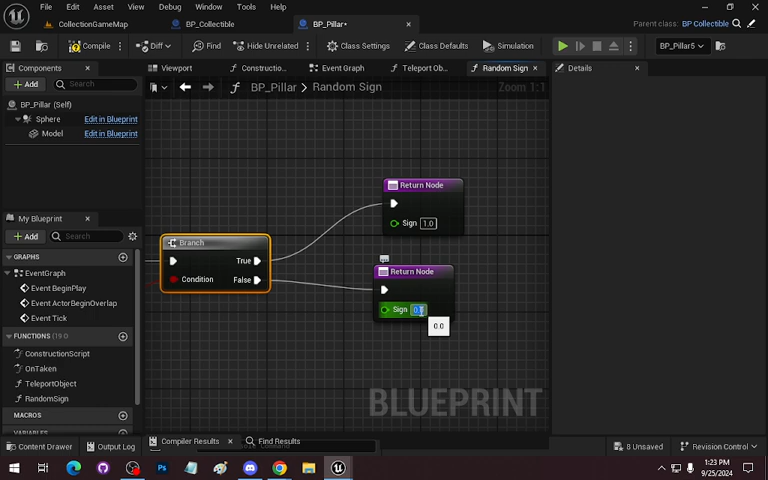 File Edit Asset View Debug Window Tools Help
CollectionGameMap BP_Collectible BP_Pillar• Parent class: BP Collectible
Compile Diff Find Hide Unrelated Class Settings Class Defaults Simulation BP_Pillar5
Components Viewport Constructio... Event Graph Teleport Ob... Random Sign Details
+ Add Search BP_Pillar > Random Sign Zoom 1:1
BP_Pillar (Self)
Sphere Edit in Blueprint
Model Edit in Blueprint
My Blueprint
+ Add Search
GRAPHS
EventGraph
Event BeginPlay
Event ActorBeginOverlap
Event Tick
FUNCTIONS (19 O
ConstructionScript
OnTaken
TeleportObject
RandomSign
MACROS
VARIABLES
Branch
True
Condition False
Return Node
Sign 1.0
Return Node
Sign 0.0
0.0
BLUEPRINT
Content Drawer Output Log Compiler Results Find Results 8 Unsaved Revision Control
1:23 PM
9/25/2024